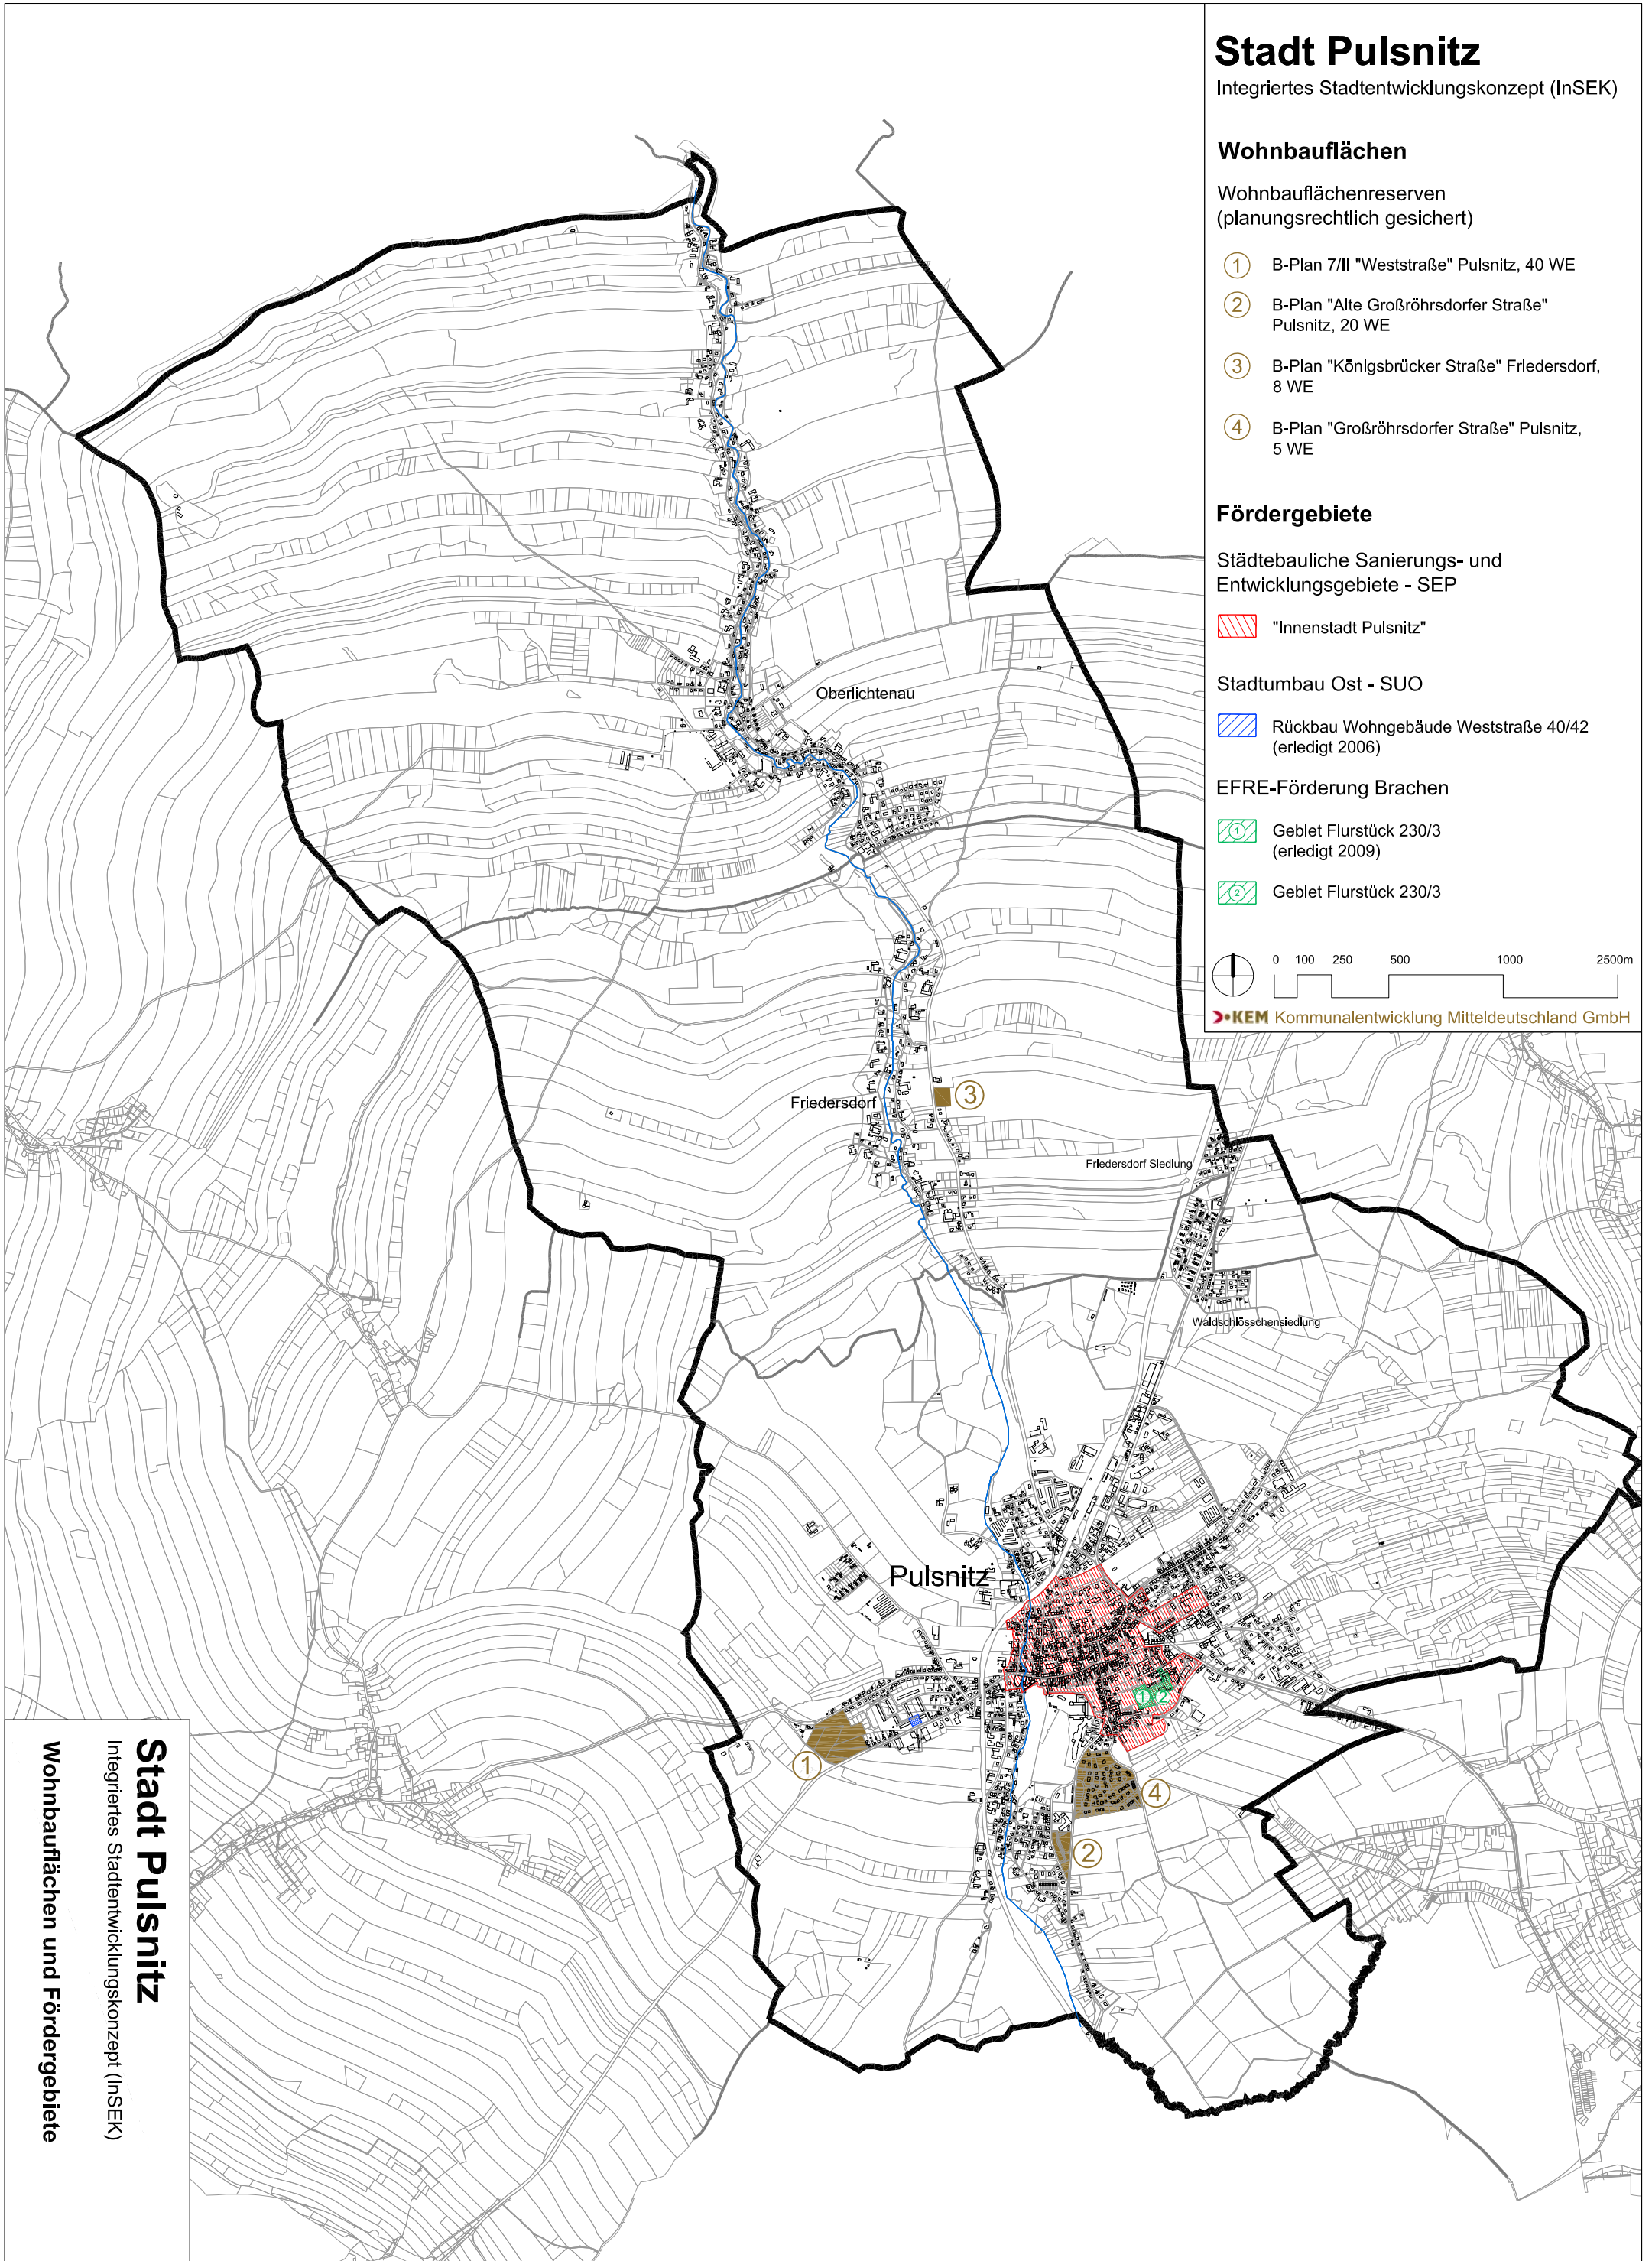 Stadt Pulsnitz
Integriertes Stadtentwicklungskonzept (InSEK)
Wohnbauflächen
Wohnbauflächenreserven
(planungsrechtlich gesichert)
1 B-Plan 7/II "Weststraße" Pulsnitz, 40 WE
2 B-Plan "Alte Großröhrsdorfer Straße"
Pulsnitz, 20 WE
3 B-Plan "Königsbrücker Straße" Friedersdorf,
8 WE
4 B-Plan "Großröhrsdorfer Straße" Pulsnitz,
5 WE
Fördergebiete
Städtebauliche Sanierungs- und
Entwicklungsgebiete - SEP
"Innenstadt Pulsnitz"
Stadtumbau Ost - SUO
Rückbau Wohngebäude Weststraße 40/42
(erledigt 2006)
EFRE-Förderung Brachen
1 Gebiet Flurstück 230/3
(erledigt 2009)
2 Gebiet Flurstück 230/3
0 100 250 500 1000 2500m
KEM Kommunalentwicklung Mitteldeutschland GmbH
Oberlichtenau
3
Friedersdorf
Friedersdorf Siedlung
Waldschlösschensiedlung
Pulsnitz
1 2
1
4
2
Stadt Pulsnitz
Integriertes Stadtentwicklungskonzept (InSEK)
Wohnbauflächen und Fördergebiete